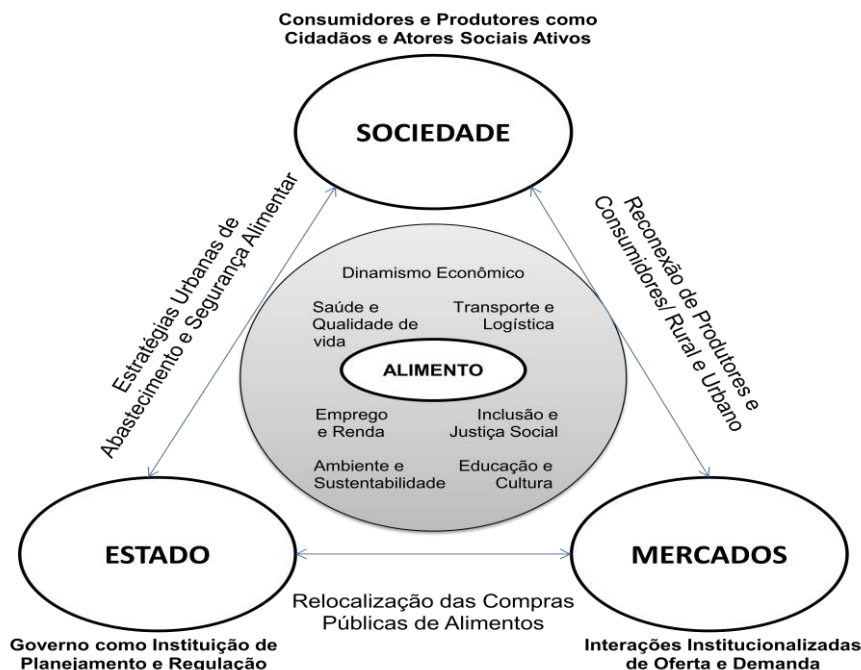 Consumidores e Produtores como
Cidadãos e Atores Sociais Ativos
SOCIEDADE
Estratégias Urbanas de
Abastecimento e Segurança Alimentar
Reconexão de Produtores e
Consumidores/ Rural e Urbano
Dinamismo Econômico
Saúde e
Qualidade de
vida
Transporte e
Logística
ALIMENTO
Emprego
e Renda
Inclusão e
Justiça Social
Ambiente e
Sustentabilidade
Educação e
Cultura
ESTADO
MERCADOS
Relocalização das Compras
Públicas de Alimentos
Governo como Instituição de
Planejamento e Regulação
Interações Institucionalizadas
de Oferta e Demanda